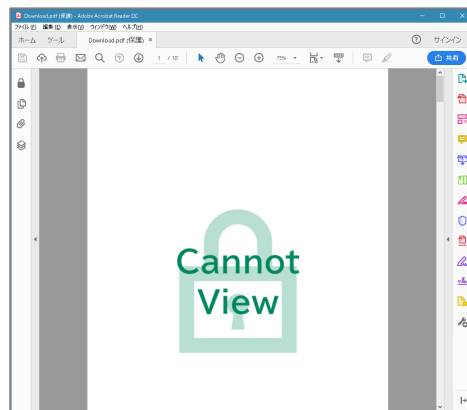 Download.pdf (保護) - Adobe Acrobat Reader DC
ファイル(F) 編集(E) 表示(V) ウィンドウ(W) ヘルプ(H)
ホーム ツール Download.pdf (保護) × サインイン
1 / 10 75% 共有
Cannot
View